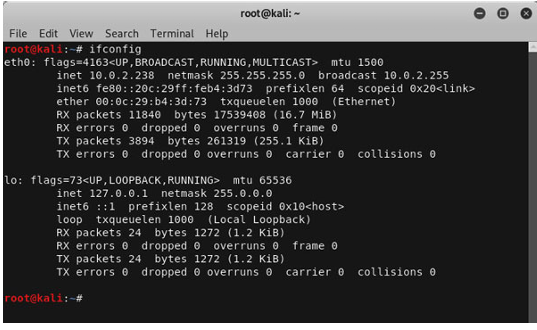 root@kali: ~
File Edit View Search Terminal Help
root@kali:~# ifconfig
eth0: flags=4163<UP,BROADCAST,RUNNING,MULTICAST>  mtu 1500
        inet 10.0.2.238  netmask 255.255.255.0  broadcast 10.0.2.255
        inet6 fe80::20c:29ff:feb4:3d73  prefixlen 64  scopeid 0x20<link>
        ether 00:0c:29:b4:3d:73  txqueuelen 1000  (Ethernet)
        RX packets 11840  bytes 17539408 (16.7 MiB)
        RX errors 0  dropped 0  overruns 0  frame 0
        TX packets 3894  bytes 261319 (255.1 KiB)
        TX errors 0  dropped 0 overruns 0  carrier 0  collisions 0

lo: flags=73<UP,LOOPBACK,RUNNING>  mtu 65536
        inet 127.0.0.1  netmask 255.0.0.0
        inet6 ::1  prefixlen 128  scopeid 0x10<host>
        loop  txqueuelen 1000  (Local Loopback)
        RX packets 24  bytes 1272 (1.2 KiB)
        RX errors 0  dropped 0  overruns 0  frame 0
        TX packets 24  bytes 1272 (1.2 KiB)
        TX errors 0  dropped 0 overruns 0  carrier 0  collisions 0

root@kali:~#